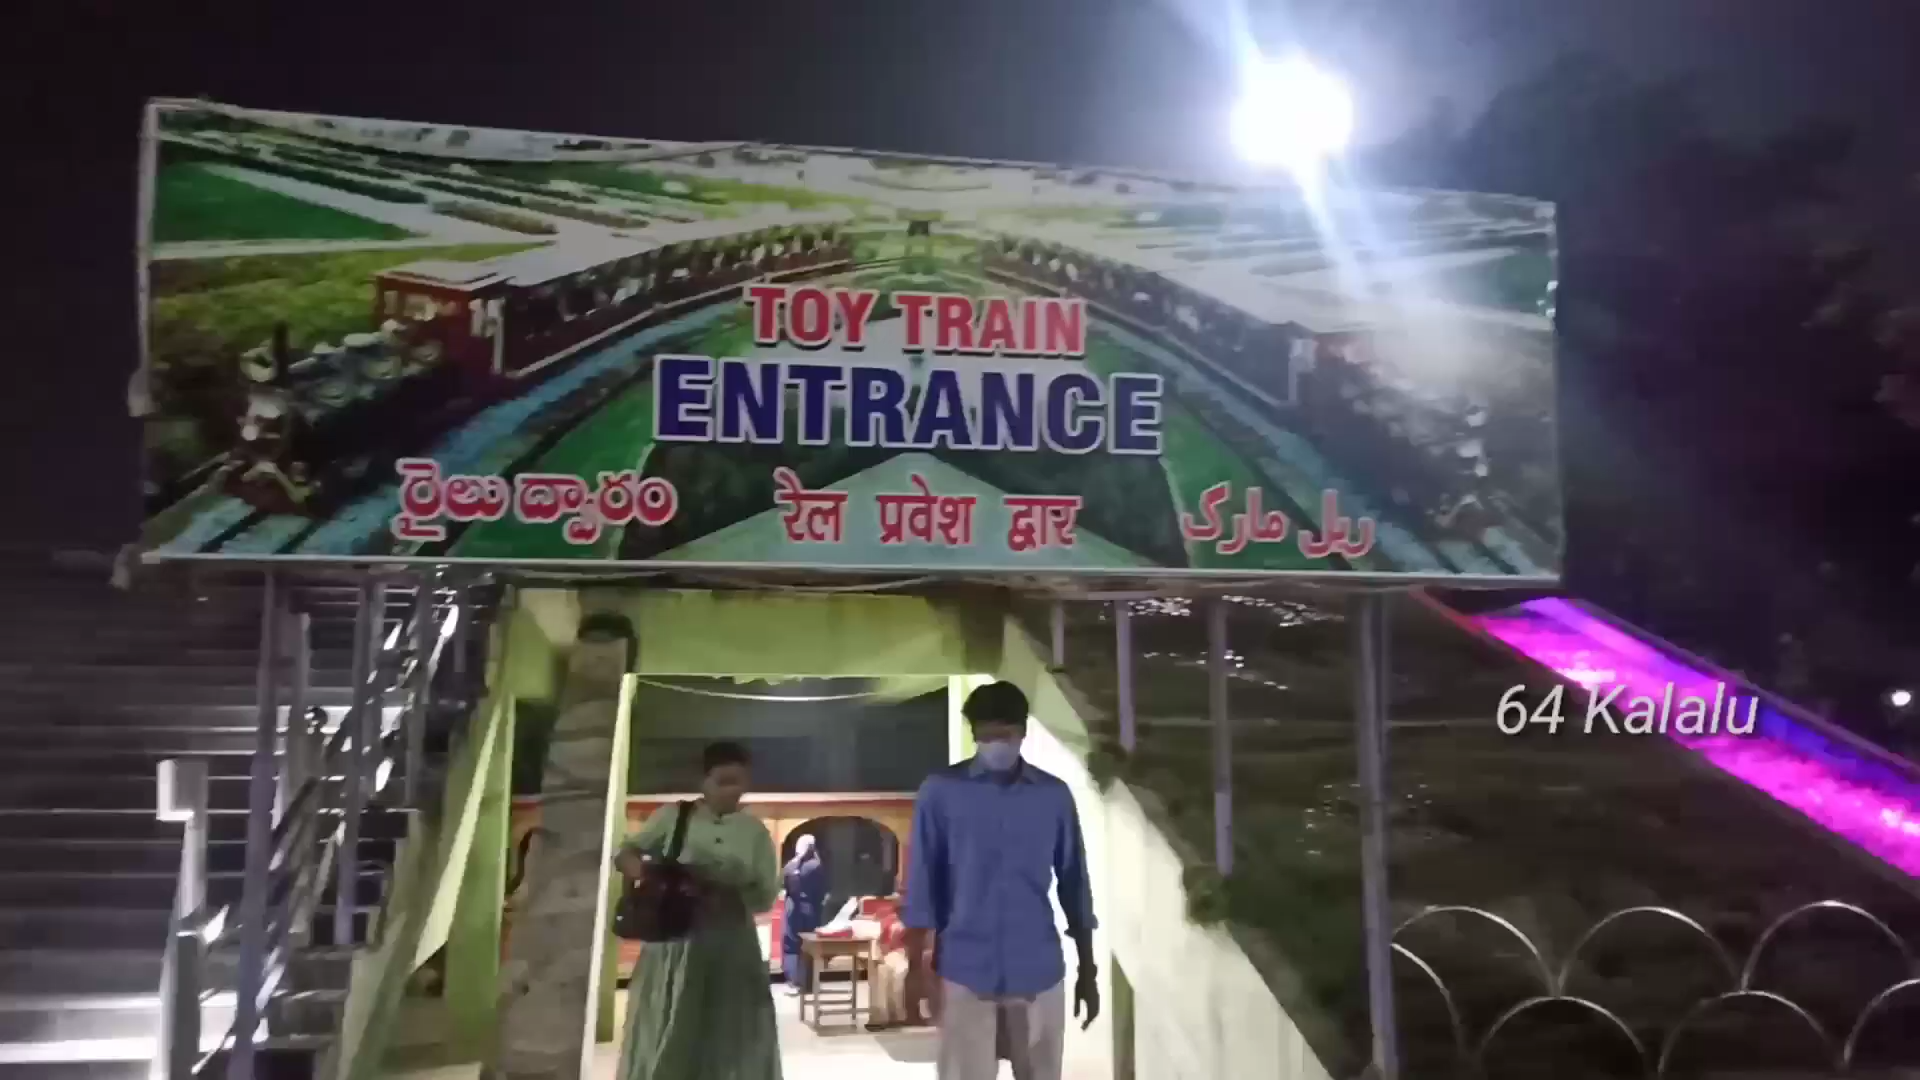 TOY TRAIN
ENTRANCE
రైలు ద్వారం रेल प्रवेश द्वार ریل مارک
64 Kalalu